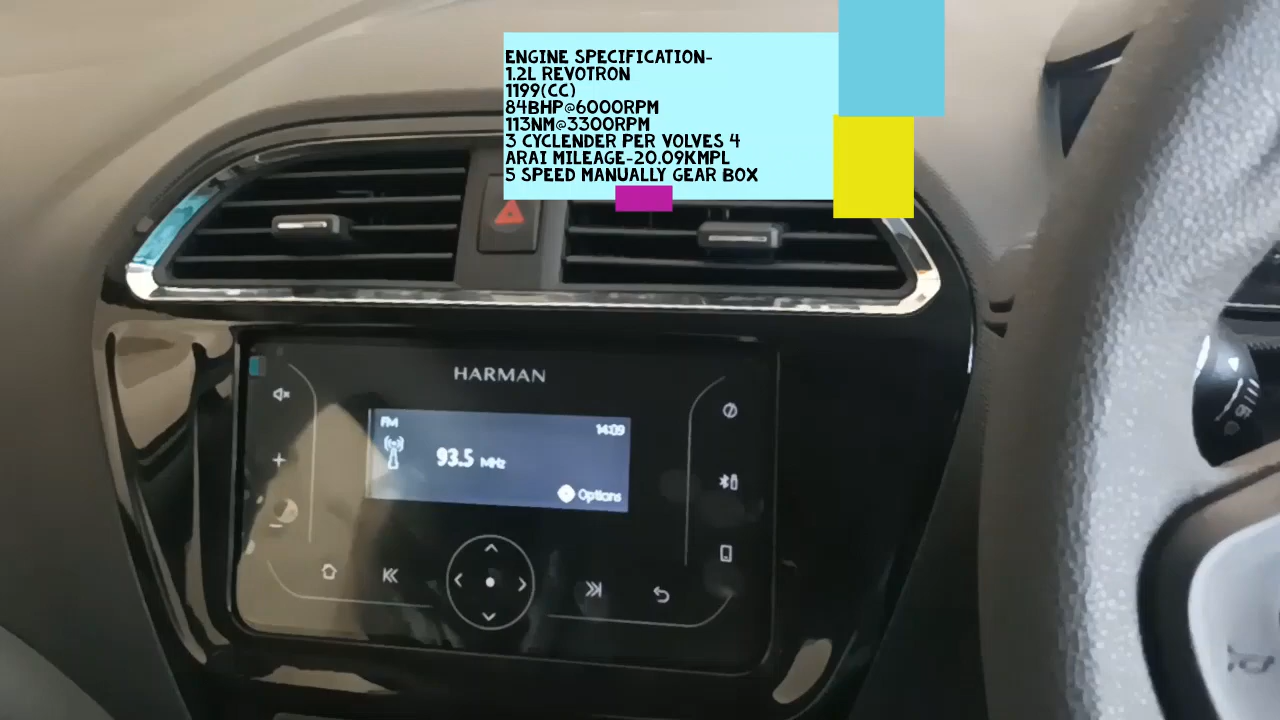 ENGINE SPECIFICATION-
1.2L REVOTRON
1199(CC)
84BHP@6000RPM
113NM@3300RPM
3 CYCLENDER PER VOLVES 4
ARAI MILEAGE-20.09KMPL
5 SPEED MANUALLY GEAR BOX
HARMAN
FM
14:09
93.5 MHz
Options